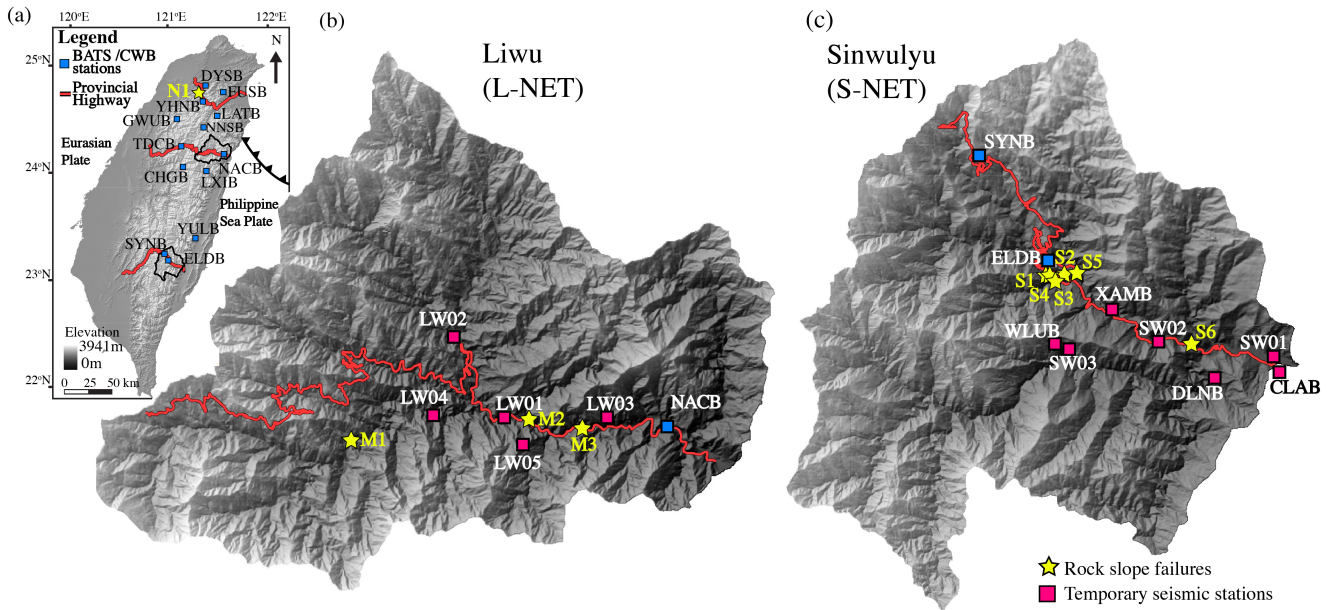 (a)
120°E
121°E
122°E
25°N
24°N
23°N
22°N
Legend
BATS /CWB
stations
Provincial
Highway
N
DYSB
N1
FUSB
YHNB
LATB
GWUB
NNSB
Eurasian
Plate
TDCB
NACB
CHGB
LXIB
Philippine
Sea Plate
YULB
SYNB
ELDB
Elevation
3941m
0m
0 25 50 km
(b)
Liwu
(L-NET)
LW02
LW04
LW01
LW03
NACB
M2
M1
M3
LW05
(c)
Sinwulyu
(S-NET)
SYNB
ELDB
S2
S5
S1
S4
S3
XAMB
WLUB
SW02
S6
SW01
SW03
DLNB
CLAB
Rock slope failures
Temporary seismic stations